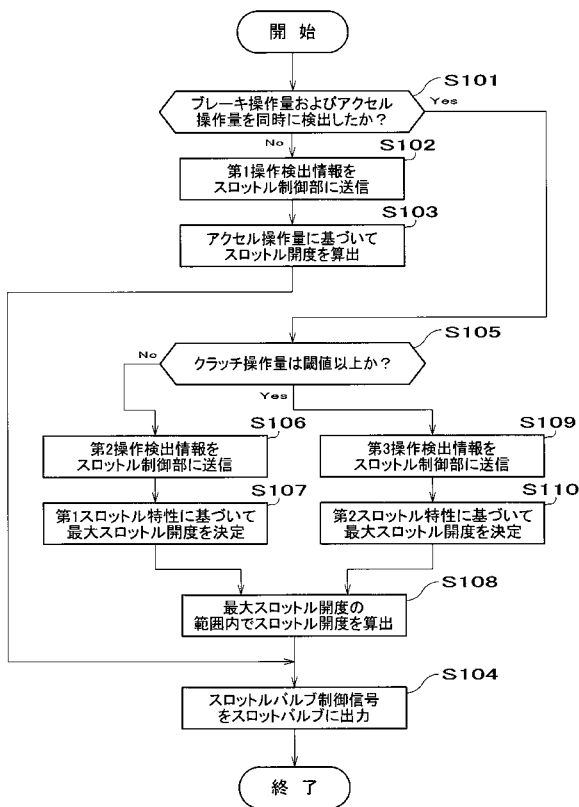 開 始
S101
ブレーキ操作量およびアクセル
操作量を同時に検出したか？
Yes
No
S102
第1操作検出情報を
スロットル制御部に送信
S103
アクセル操作量に基づいて
スロットル開度を算出
S105
クラッチ操作量は閾値以上か？
No
Yes
S106
第2操作検出情報を
スロットル制御部に送信
S109
第3操作検出情報を
スロットル制御部に送信
S107
第1スロットル特性に基づいて
最大スロットル開度を決定
S110
第2スロットル特性に基づいて
最大スロットル開度を決定
S108
最大スロットル開度の
範囲内でスロットル開度を算出
S104
スロットルバルブ制御信号
をスロットバルブに出力
終 了